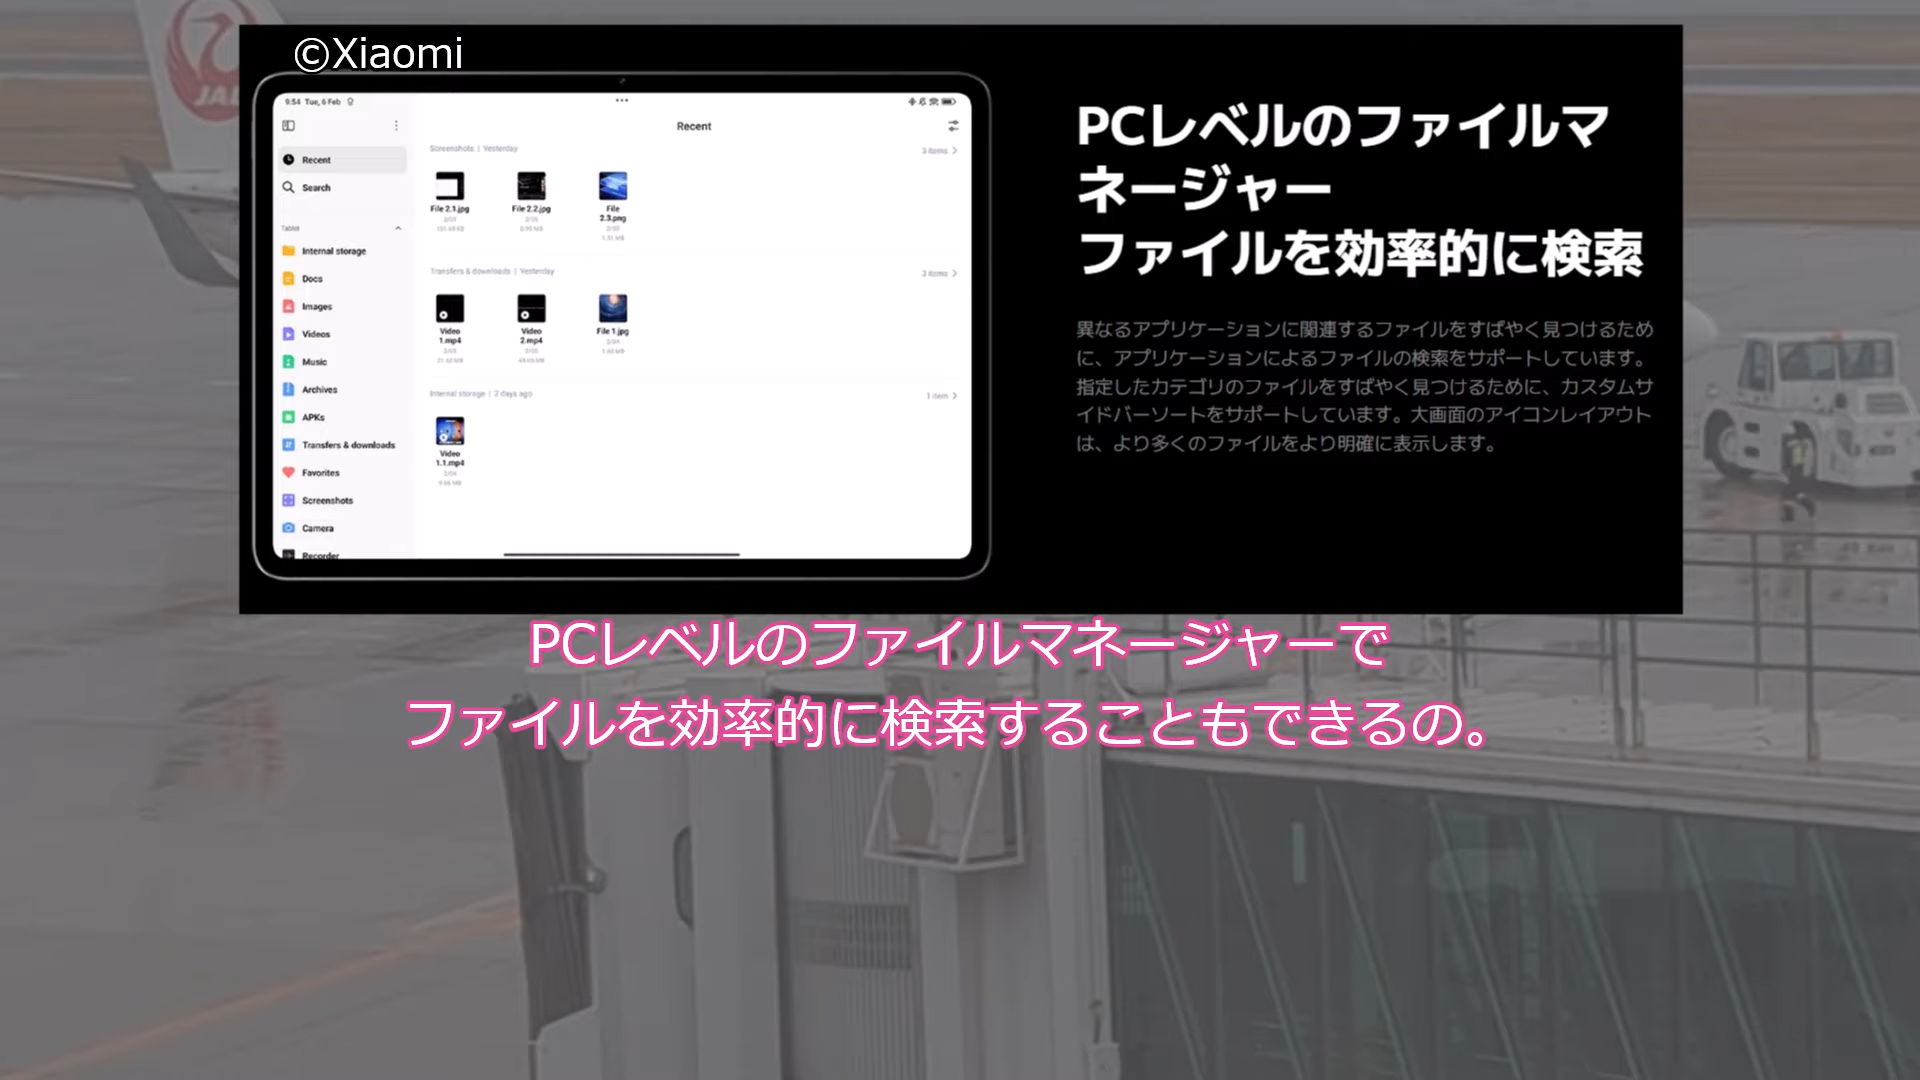 ©Xiaomi
JAL
9:54 Tue, 6 Feb
Recent
Recent
Search
Tablet
Internal storage
Docs
Images
Videos
Music
Archives
APKs
Transfers & downloads
Favorites
Screenshots
Camera
Recorder
Screenshots | Yesterday
3 items
File 2.1.jpg
File 2.2.jpg
File
2.3.png
Transfers & downloads | Yesterday
3 items
Video
1.mp4
Video
2.mp4
File 1.jpg
Internal storage | 2 days ago
1 item
Video
1.1.mp4
PCレベルのファイルマ
ネージャー
ファイルを効率的に検索
異なるアプリケーションに関連するファイルをすばやく見つけるため
に、アプリケーションによるファイルの検索をサポートしています。
指定したカテゴリのファイルをすばやく見つけるために、カスタムサ
イドバーソートをサポートしています。大画面のアイコンレイアウト
は、より多くのファイルをより明確に表示します。
PCレベルのファイルマネージャーで
ファイルを効率的に検索することもできるの。